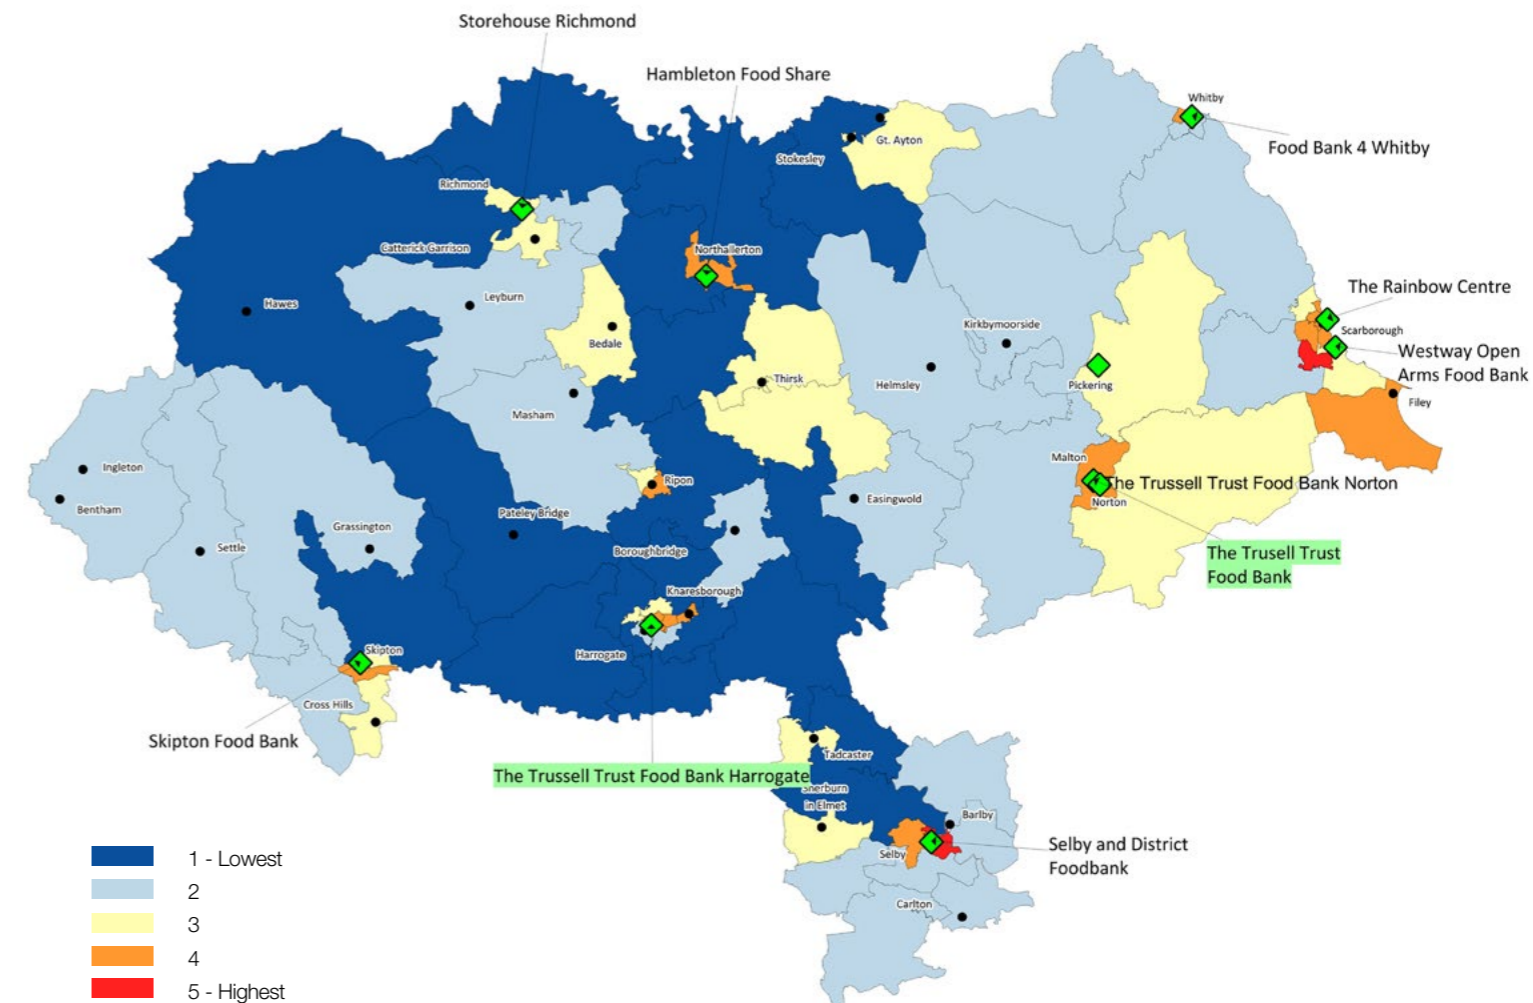 Storehouse Richmond
Hambleton Food Share
Whitby
Food Bank 4 Whitby
Gt. Ayton
Stokesley
Richmond
Catterick Garrison
Northallerton
Hawes
Leyburn
Bedale
Kirkbymoorside
The Rainbow Centre
Scarborough
Westway Open
Arms Food Bank
Thirsk
Helmsley
Pickering
Filey
Masham
Malton
Ingleton
Bentham
Ripon
The Trussell Trust Food Bank Norton
Easingwold
Norton
Pateley Bridge
Grassington
Settle
Boroughbridge
The Trusell Trust
Food Bank
Knaresborough
Skipton
Harrogate
Cross Hills
Skipton Food Bank
Tadcaster
The Trussell Trust Food Bank Harrogate
Sherburn
in Elmet
Barlby
Selby
Selby and District
Foodbank
Carlton
1 - Lowest
2
3
4
5 - Highest